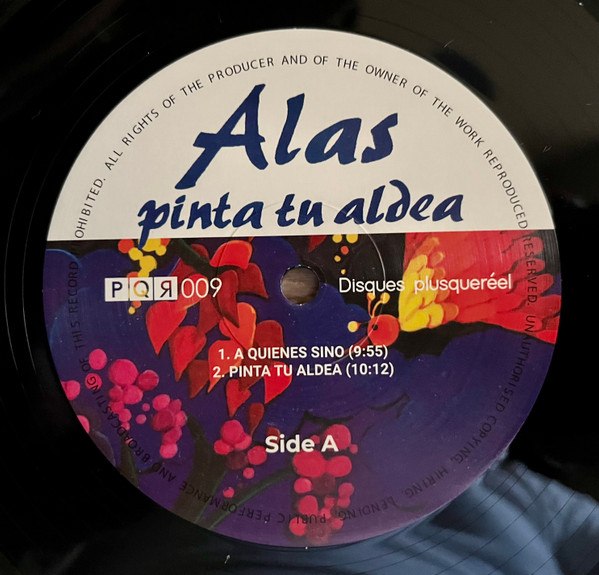 ALL RIGHTS OF THE PRODUCER AND OF THE OWNER OF THE WORK REPRODUCED RESERVED. UNAUTHORISED COPYING, HIRING, LENDING, PUBLIC PERFORMANCE AND BROADCASTING OF THIS RECORD OHIBITED.
Alas
pinta tu aldea
PQЯ009
Disques plusqueréel
1. A QUIENES SINO (9:55)
2. PINTA TU ALDEA (10:12)
Side A